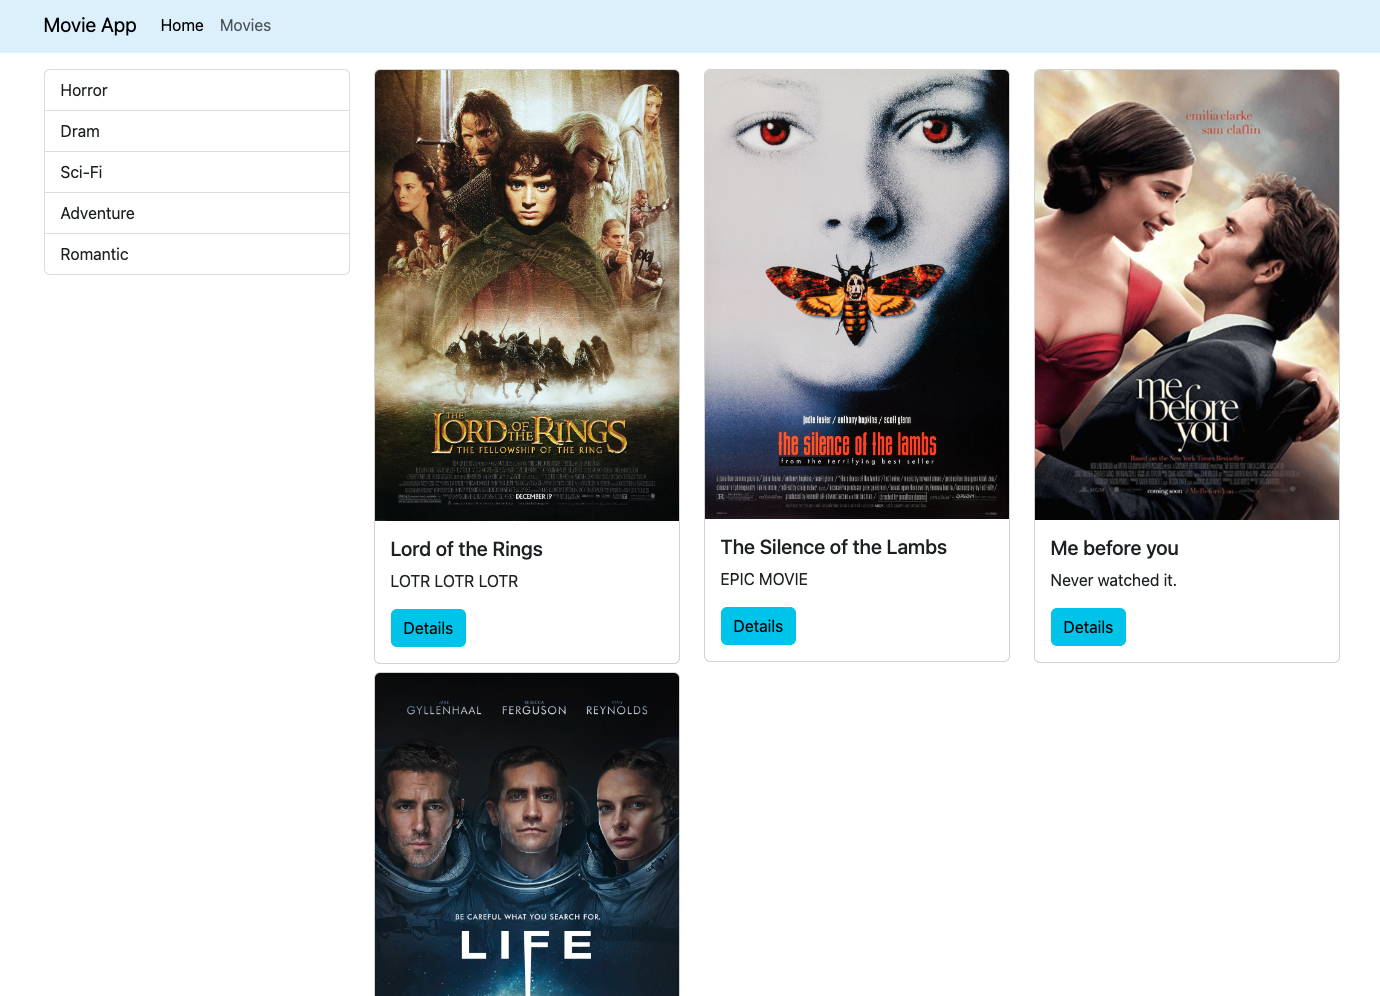 Movie App Home Movies
Horror
Dram
Sci-Fi
Adventure
Romantic
THE
LORD OF THE RINGS
THE FELLOWSHIP OF THE RING
DECEMBER 19
Lord of the Rings
LOTR LOTR LOTR
Details
jodie foster / anthony hopkins / scott glenn
the silence of the lambs
from the terrifying best seller
The Silence of the Lambs
EPIC MOVIE
Details
emilia clarke
sam claflin
me
before
you
Based on the New York Times Bestseller
coming soon / MeBeforeYou
Me before you
Never watched it.
Details
GYLLENHAAL FERGUSON REYNOLDS
BE CAREFUL WHAT YOU SEARCH FOR.
LIFE